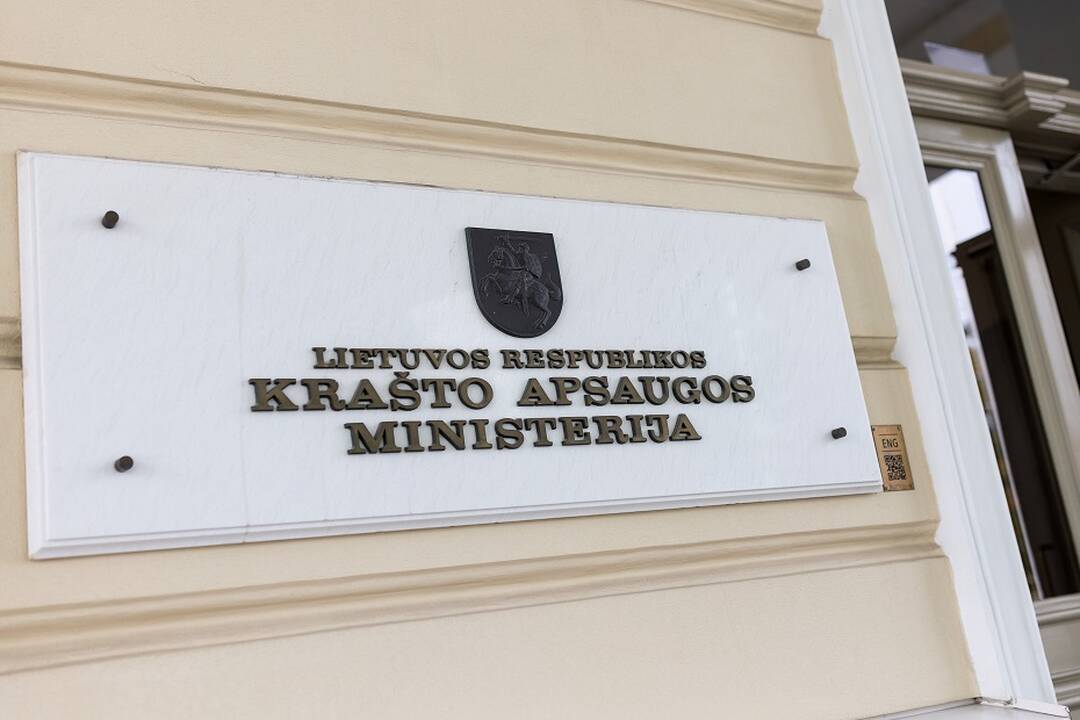 LIETUVOS RESPUBLIKOS
KRAŠTO APSAUGOS
MINISTERIJA
ENG